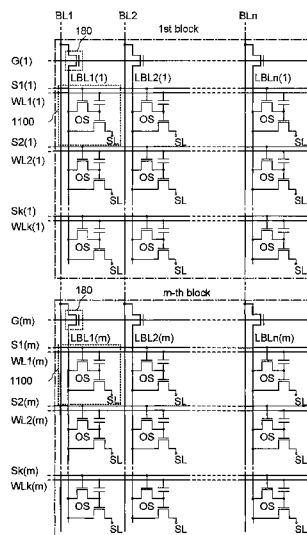 BL1 BL2 BLn
180 1st block
G(1)
LBL1(1) LBL2(1) LBLn(1)
S1(1)
WL1(1)
OS OS OS
1100
S2(1) SL SL SL
WL2(1)
OS OS OS
SL SL SL
Sk(1)
WLk(1)
OS OS OS
SL SL SL
180 m-th block
G(m)
LBL1(m) LBL2(m) LBLn(m)
S1(m)
WL1(m)
OS OS OS
1100
S2(m) SL SL SL
WL2(m)
OS OS OS
SL SL SL
Sk(m)
WLk(m)
OS OS OS
SL SL SL